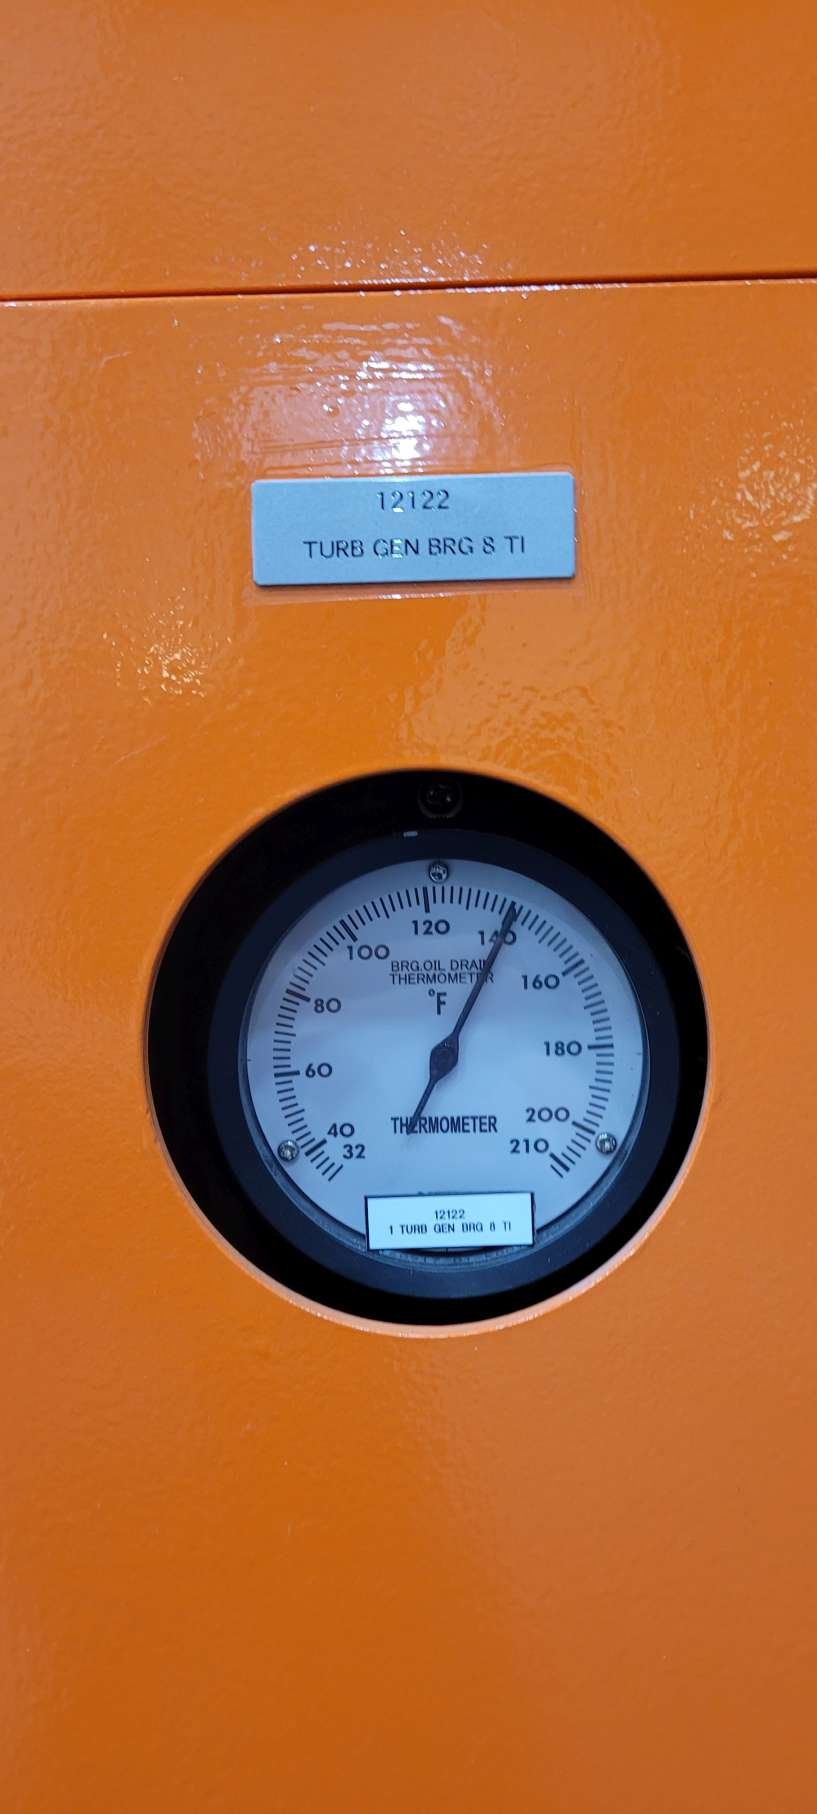 12122
TURB GEN BRG 8 TI
120
140
100
BRG.OIL DRAIN
THERMOMETER
160
°F
80
180
60
200
THERMOMETER
40
210
32
12122
1 TURB GEN BRG 8 TI